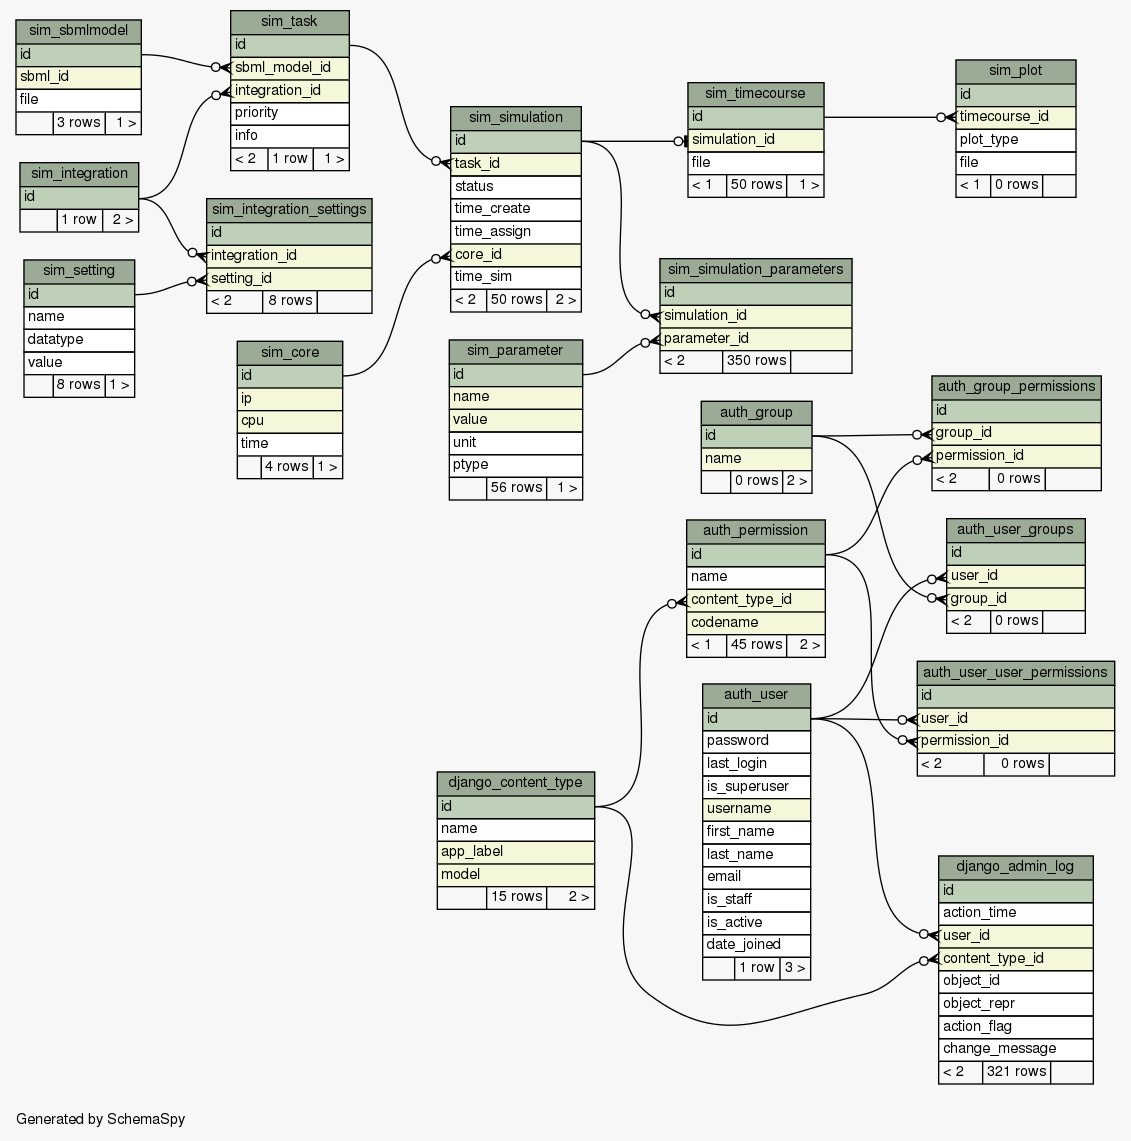 sim_sbmlmodel
id
sbml_id
file
3 rows 1 >
sim_task
id
sbml_model_id
integration_id
priority
info
< 2 1 row 1 >
sim_integration
id
1 row 2 >
sim_integration_settings
id
integration_id
setting_id
< 2 8 rows
sim_setting
id
name
datatype
value
8 rows 1 >
sim_core
id
ip
cpu
time
4 rows 1 >
sim_simulation
id
task_id
status
time_create
time_assign
core_id
time_sim
< 2 50 rows 2 >
sim_parameter
id
name
value
unit
ptype
56 rows 1 >
sim_timecourse
id
simulation_id
file
< 1 50 rows 1 >
sim_plot
id
timecourse_id
plot_type
file
< 1 0 rows
sim_simulation_parameters
id
simulation_id
parameter_id
< 2 350 rows
auth_group
id
name
0 rows 2 >
auth_group_permissions
id
group_id
permission_id
< 2 0 rows
auth_permission
id
name
content_type_id
codename
< 1 45 rows 2 >
auth_user_groups
id
user_id
group_id
< 2 0 rows
auth_user_user_permissions
id
user_id
permission_id
< 2 0 rows
auth_user
id
password
last_login
is_superuser
username
first_name
last_name
email
is_staff
is_active
date_joined
1 row 3 >
django_content_type
id
name
app_label
model
15 rows 2 >
django_admin_log
id
action_time
user_id
content_type_id
object_id
object_repr
action_flag
change_message
< 2 321 rows
Generated by SchemaSpy